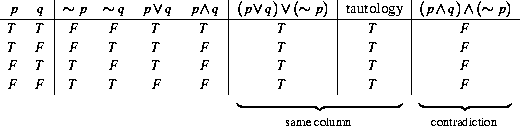 p q ∼ p ∼ q p∨q p∧q (p∨q)∨(∼ p) tautology (p∧q)∧(∼ p)
T T F F T T T T F
T F F T T F T T F
F T T F T F T T F
F F T T F F T T F
same column contradiction